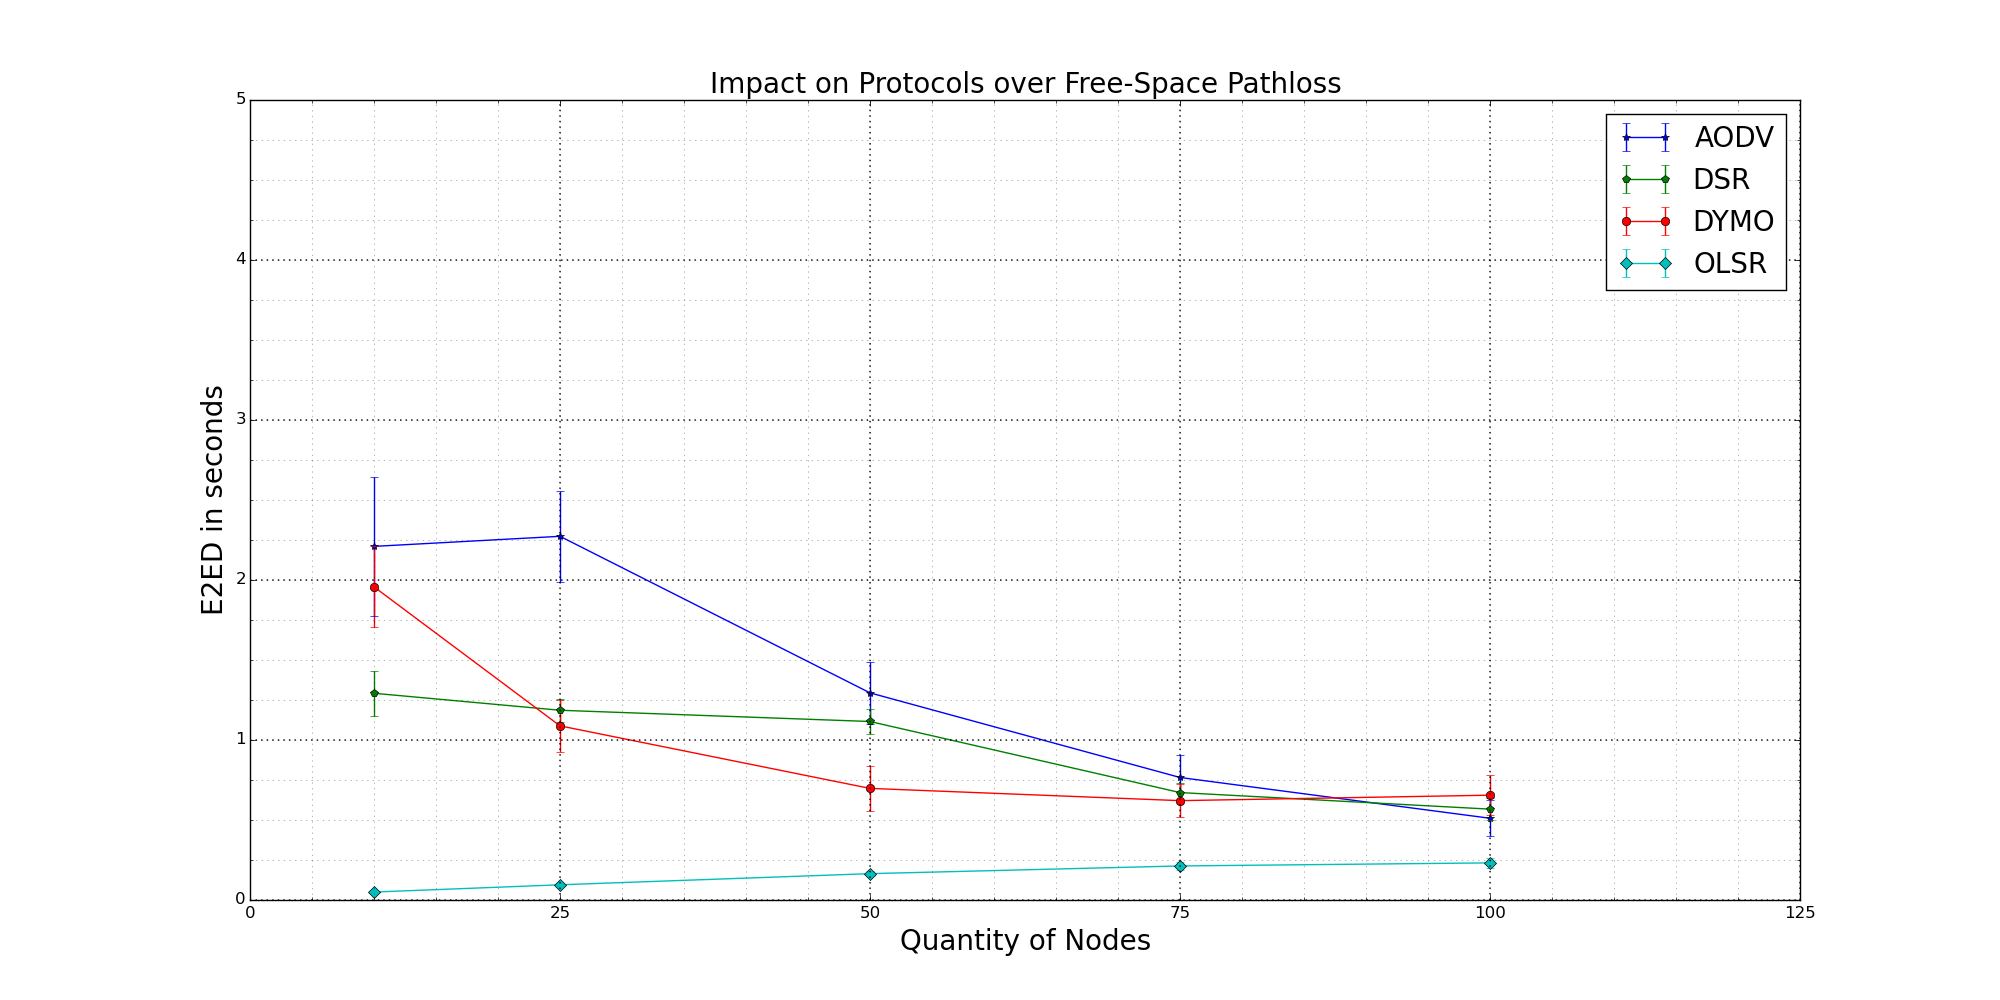 Impact on Protocols over Free-Space Pathloss
5
4
3
2
1
0
E2ED in seconds
AODV
DSR
DYMO
OLSR
0 25 50 75 100 125
Quantity of Nodes